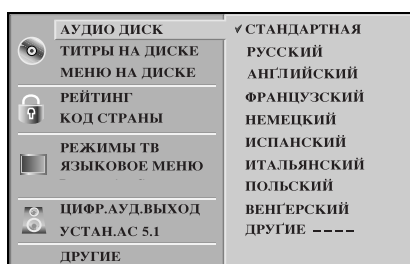 АУДИО ДИСК
ТИТРЫ НА ДИСКЕ
МЕНЮ НА ДИСКЕ
РЕЙТИНГ
КОД СТРАНЫ
РЕЖИМЫ ТВ
ЯЗЫКОВОЕ МЕНЮ
ЦИФР.АУД.ВЫХОД
УСТАН.АС 5.1
ДРУГИЕ
✓СТАНДАРТНАЯ
РУССКИЙ
АНГЛИЙСКИЙ
ФРАНЦУЗСКИЙ
НЕМЕЦКИЙ
ИСПАНСКИЙ
ИТАЛЬЯНСКИЙ
ПОЛЬСКИЙ
ВЕНГЕРСКИЙ
ДРУГИЕ ----